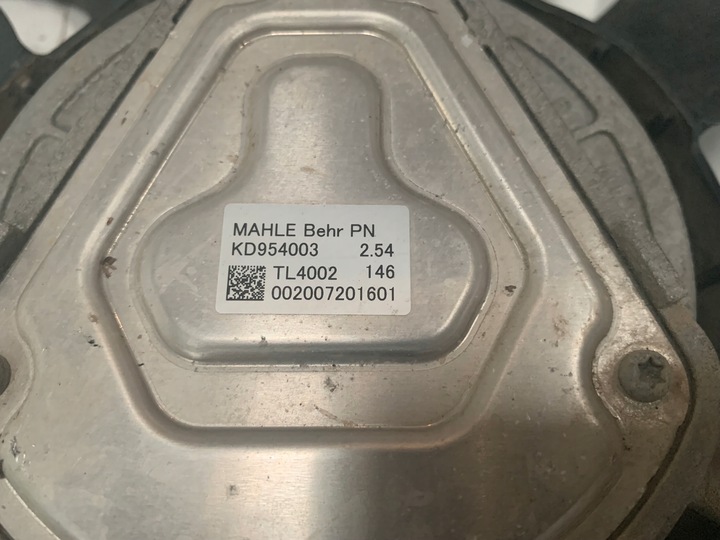 MAHLE Behr PN
KD954003 2.54
TL4002 146
002007201601